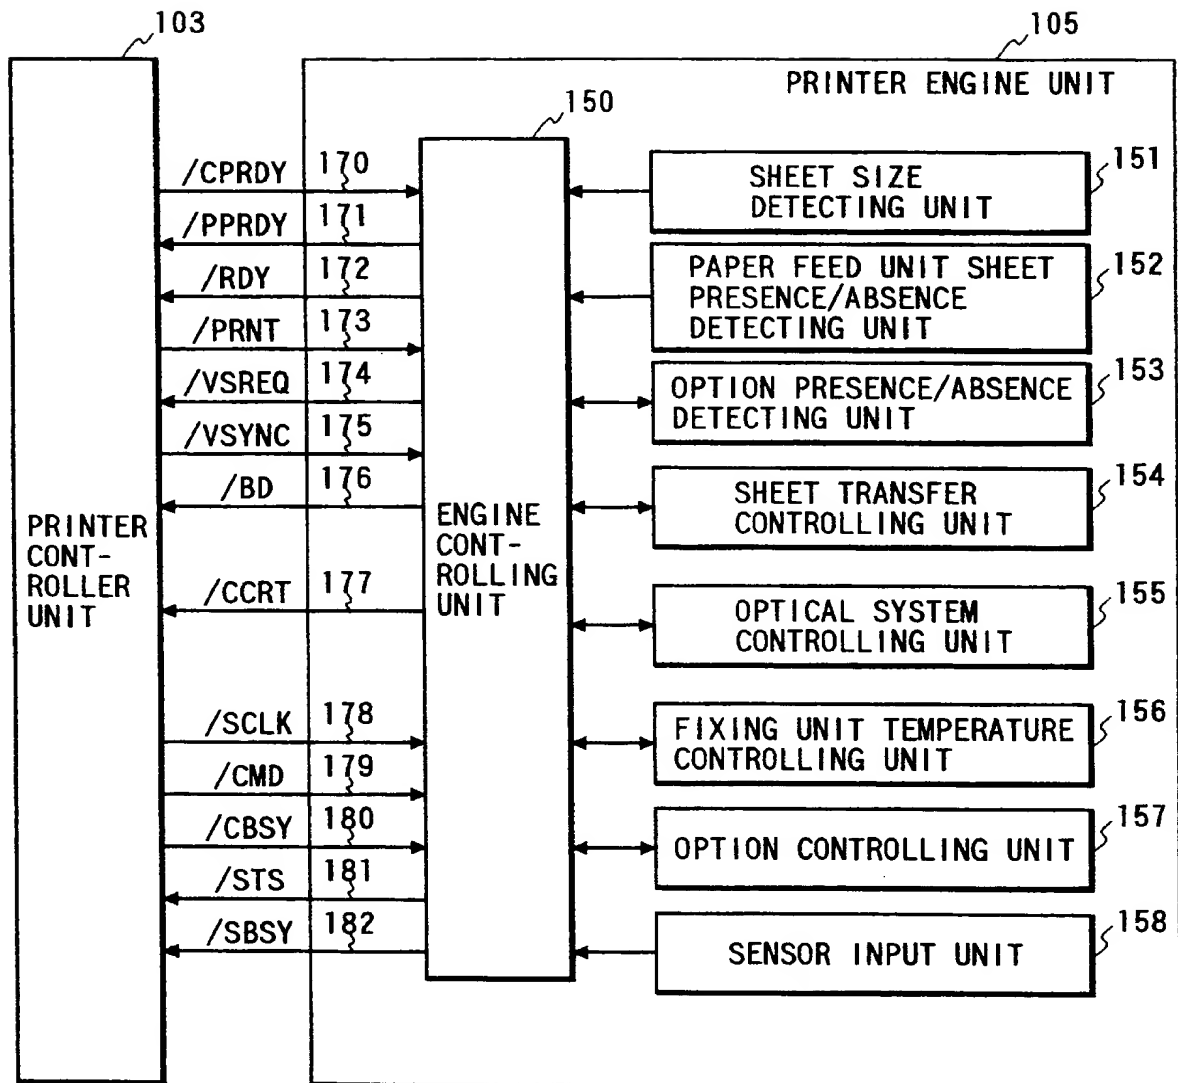 103
105
PRINTER ENGINE UNIT
150
/CPRDY 170
/PPRDY 171
/RDY 172
/PRNT 173
/VSREQ 174
/VSYNC 175
/BD 176
/CCRT 177
/SCLK 178
/CMD 179
/CBSY 180
/STS 181
/SBSY 182
PRINTER
CONT-
ROLLER
UNIT
ENGINE
CONT-
ROLLING
UNIT
SHEET SIZE
DETECTING UNIT
151
PAPER FEED UNIT SHEET
PRESENCE/ABSENCE
DETECTING UNIT
152
OPTION PRESENCE/ABSENCE
DETECTING UNIT
153
SHEET TRANSFER
CONTROLLING UNIT
154
OPTICAL SYSTEM
CONTROLLING UNIT
155
FIXING UNIT TEMPERATURE
CONTROLLING UNIT
156
OPTION CONTROLLING UNIT
157
SENSOR INPUT UNIT
158